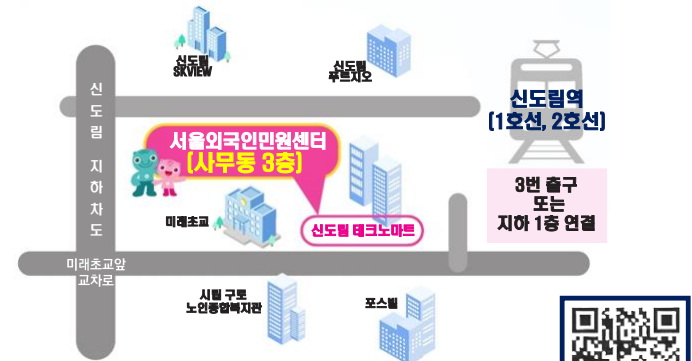 신도림
SKVIEW
신도림
푸르지오
신도림역
(1호선, 2호선)
신도림 지하차도
서울외국인민원센터
(사무동 3층)
3번 출구
또는
지하 1층 연결
미래초교
신도림 테크노마트
미래초교앞
교차로
시립 구로
노인종합복지관
포스빌